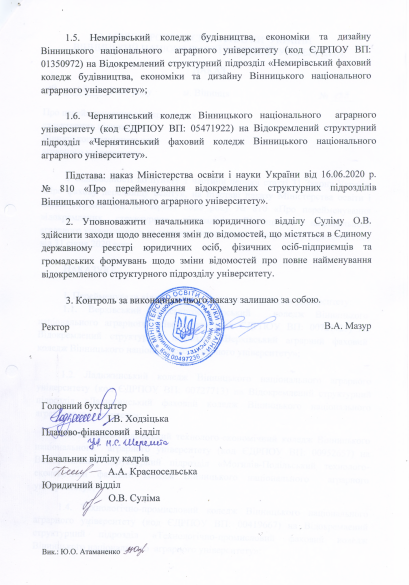 1.5. Немирівський коледж будівництва, економіки та дизайну
Вінницького національного аграрного університету (код ЄДРПОУ ВП:
01350972) на Відокремлений структурний підрозділ «Немирівський фаховий
коледж будівництва, економіки та дизайну Вінницького національного
аграрного університету»;
1.6. Чернятинський коледж Вінницького національного аграрного
університету (код ЄДРПОУ ВП: 05471922) на Відокремлений структурний
підрозділ «Чернятинський фаховий коледж Вінницького національного
аграрного університету».
Підстава: наказ Міністерства освіти і науки України від 16.06.2020 р.
№ 810 «Про перейменування відокремлених структурних підрозділів
Вінницького національного аграрного університету».
2. Уповноважити начальника юридичного відділу Суліму О.В.
здійснити заходи щодо внесення змін до відомостей, що містяться в Єдиному
державному реєстрі юридичних осіб, фізичних осіб-підприємців та
громадських формувань щодо зміни відомостей про повне найменування
відокремленого структурного підрозділу університету.
3. Контроль за виконанням цього наказу залишаю за собою.
Ректор В.А. Мазур
МІНІСТЕРСТВО ОСВІТИ І НАУКИ УКРАЇНИ
Код 00497236
Головний бухгалтер
І.В. Ходзіцька
Планово-фінансовий відділ
Н.С. Шеремета
Начальник відділу кадрів
А.А. Красносельська
Юридичний відділ
О.В. Суліма
Вик.: Ю.О. Атаманенко